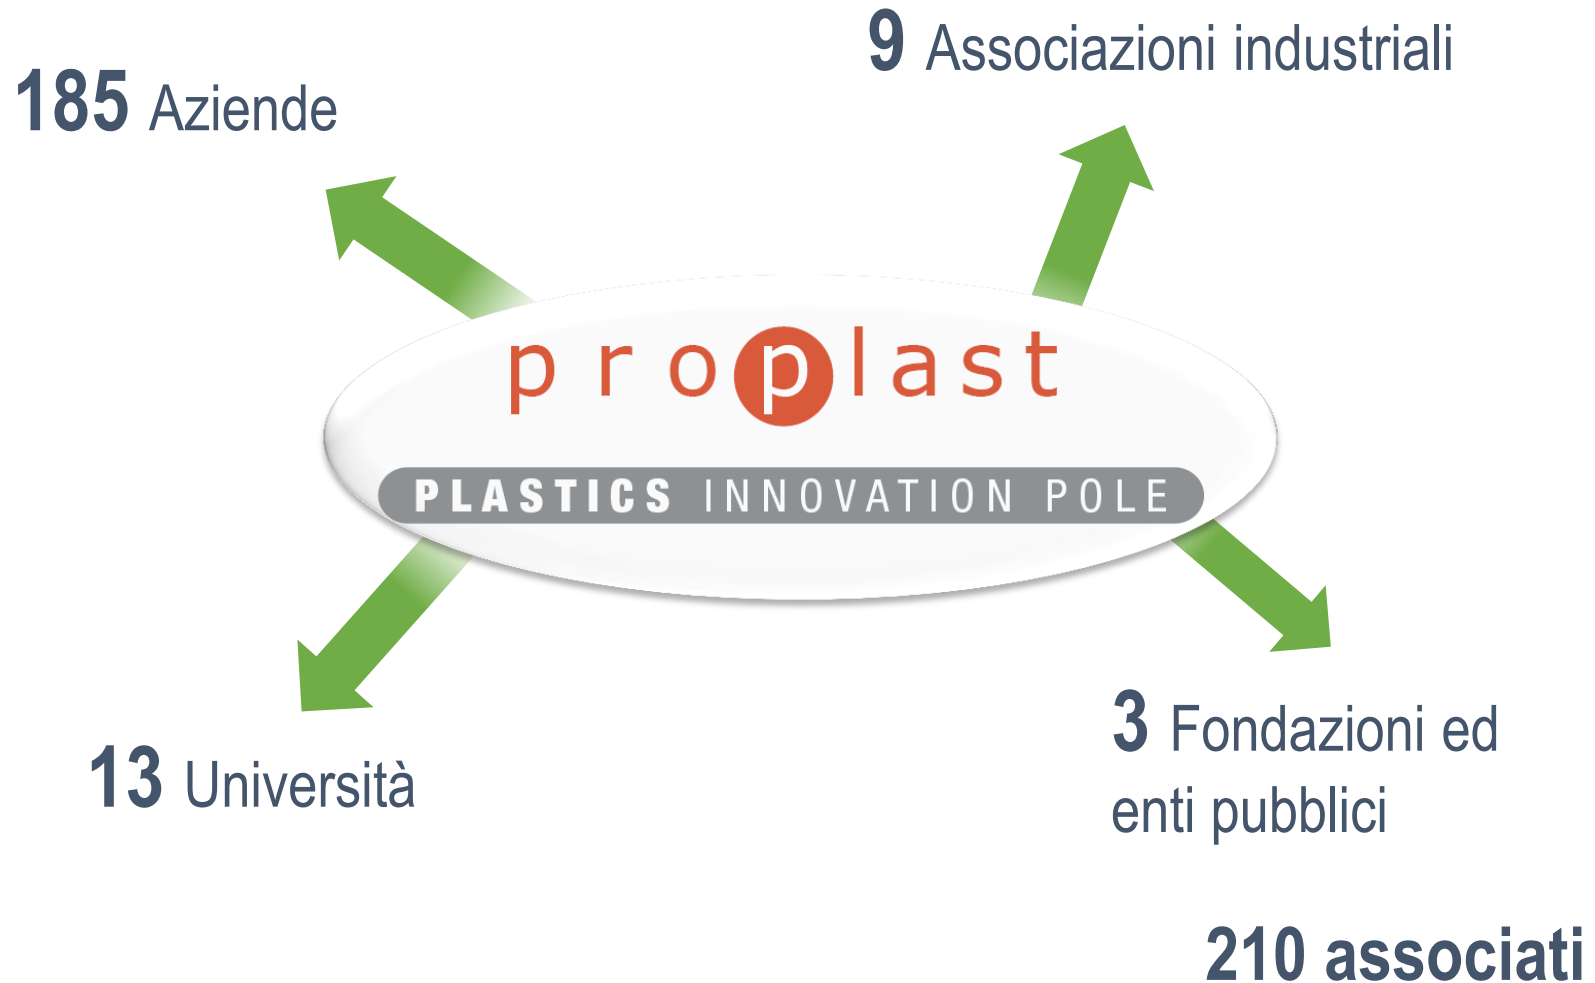 9 Associazioni industriali
185 Aziende
proplast
PLASTICS INNOVATION POLE
13 Università
3 Fondazioni ed
enti pubblici
210 associati